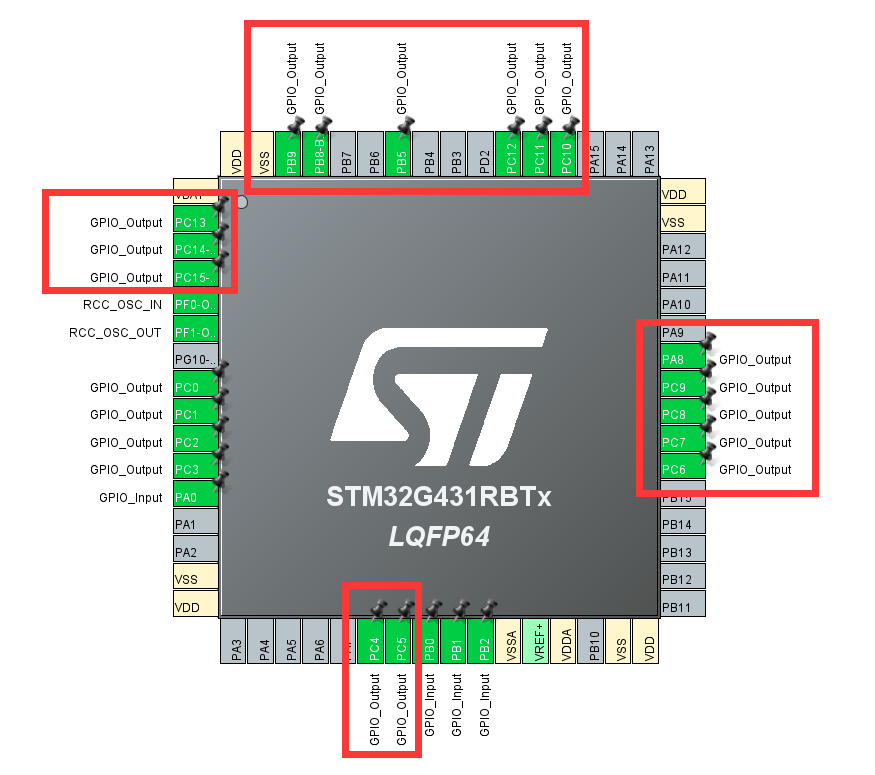 GPIO_Output
GPIO_Output
GPIO_Output
GPIO_Output
GPIO_Output
GPIO_Output
VDD
VSS
PB9
PB8-B..
PB7
PB6
PB5
PB4
PB3
PD2
PC12
PC11
PC10
PA15
PA14
PA13
VBAT
GPIO_Output PC13
GPIO_Output PC14-..
GPIO_Output PC15-..
RCC_OSC_IN PF0-O..
RCC_OSC_OUT PF1-O..
PG10-..
GPIO_Output PC0
GPIO_Output PC1
GPIO_Output PC2
GPIO_Output PC3
GPIO_Input PA0
PA1
PA2
VSS
VDD
ST
STM32G431RBTx
LQFP64
VDD
VSS
PA12
PA11
PA10
PA9
PA8 GPIO_Output
PC9 GPIO_Output
PC8 GPIO_Output
PC7 GPIO_Output
PC6 GPIO_Output
PB15
PB14
PB13
PB12
PB11
PA3
PA4
PA5
PA6
PC4
PC5
PB0
PB1
PB2
VSSA
VREF+
VDDA
PB10
VSS
VDD
GPIO_Output
GPIO_Output
GPIO_Input
GPIO_Input
GPIO_Input